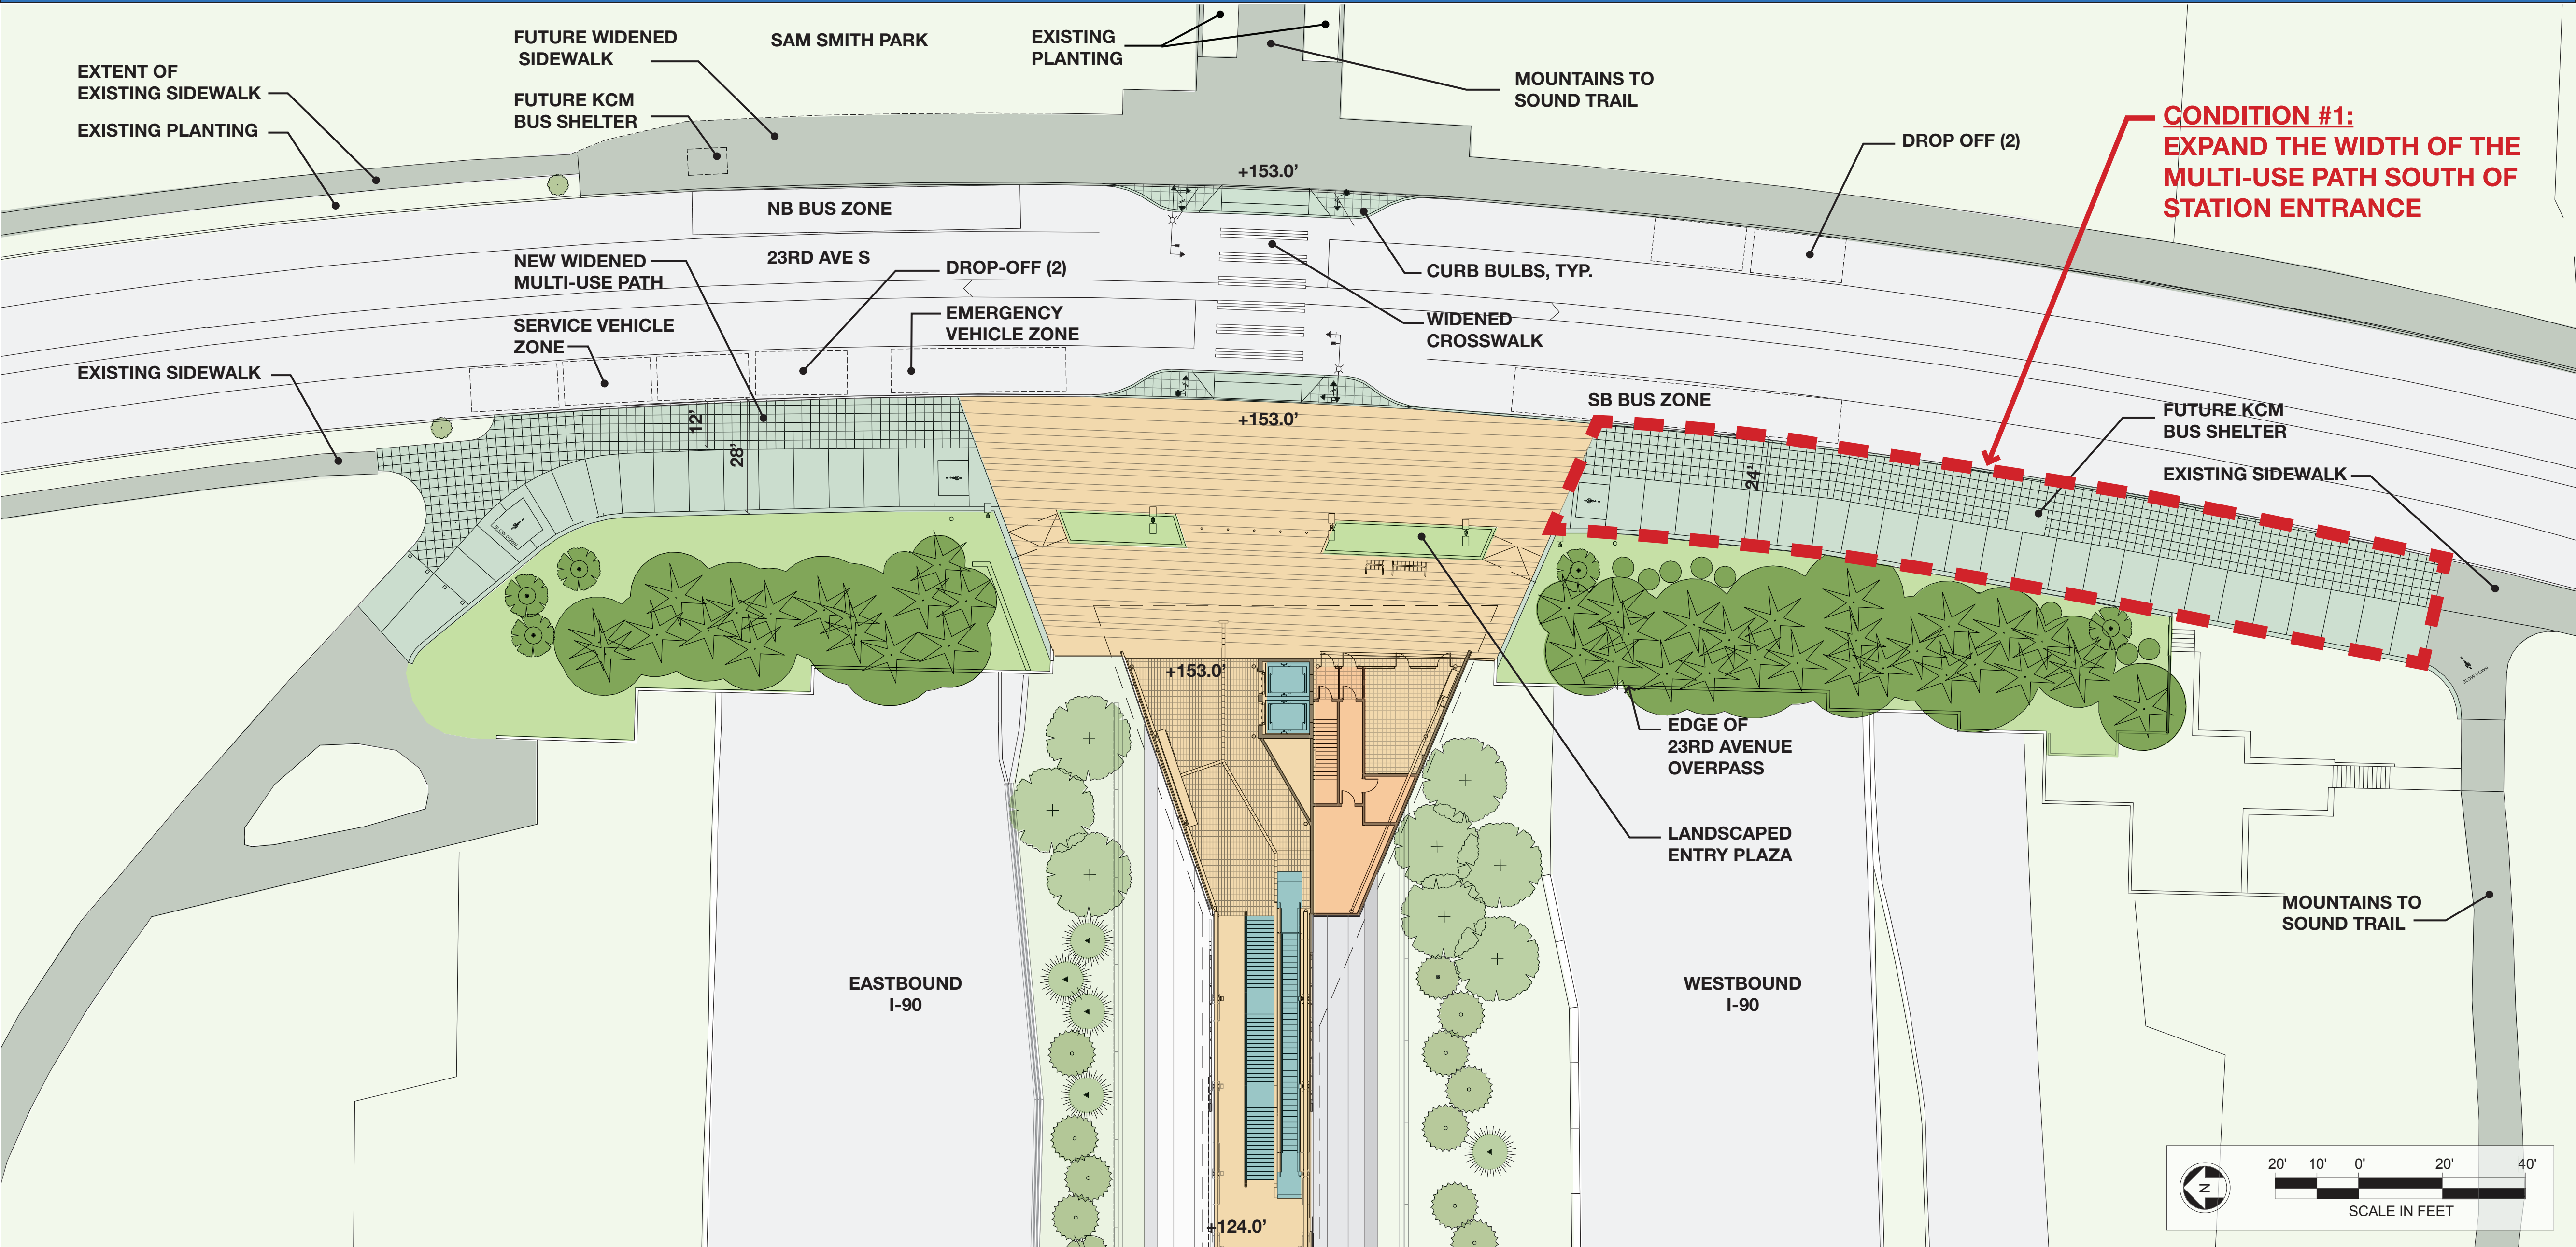 EXTENT OF
EXISTING SIDEWALK
EXISTING PLANTING
FUTURE WIDENED
SIDEWALK
SAM SMITH PARK
FUTURE KCM
BUS SHELTER
EXISTING
PLANTING
MOUNTAINS TO
SOUND TRAIL
DROP OFF (2)
CONDITION #1:
EXPAND THE WIDTH OF THE
MULTI-USE PATH SOUTH OF
STATION ENTRANCE
+153.0'
NB BUS ZONE
23RD AVE S
NEW WIDENED
MULTI-USE PATH
DROP-OFF (2)
CURB BULBS, TYP.
SERVICE VEHICLE
ZONE
EMERGENCY
VEHICLE ZONE
WIDENED
CROSSWALK
EXISTING SIDEWALK
12'
28'
+153.0'
SB BUS ZONE
24'
FUTURE KCM
BUS SHELTER
EXISTING SIDEWALK
SLOW DOWN
SLOW DOWN
+153.0'
EDGE OF
23RD AVENUE
OVERPASS
LANDSCAPED
ENTRY PLAZA
MOUNTAINS TO
SOUND TRAIL
EASTBOUND
I-90
WESTBOUND
I-90
+124.0'
N
20' 10' 0' 20' 40'
SCALE IN FEET